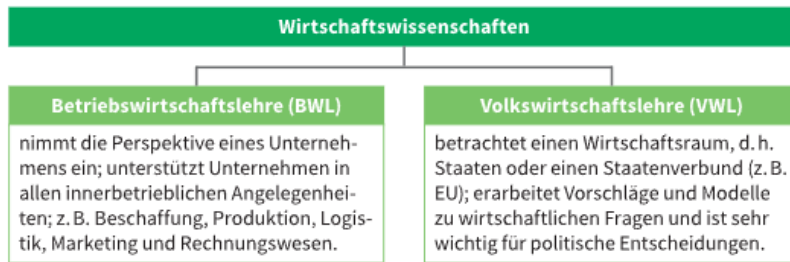 Wirtschaftswissenschaften
Betriebswirtschaftslehre (BWL)
nimmt die Perspektive eines Unterneh-
mens ein; unterstützt Unternehmen in
allen innerbetrieblichen Angelegenhei-
ten; z. B. Beschaffung, Produktion, Logis-
tik, Marketing und Rechnungswesen.
Volkswirtschaftslehre (VWL)
betrachtet einen Wirtschaftsraum, d. h.
Staaten oder einen Staatenverbund (z. B.
EU); erarbeitet Vorschläge und Modelle
zu wirtschaftlichen Fragen und ist sehr
wichtig für politische Entscheidungen.